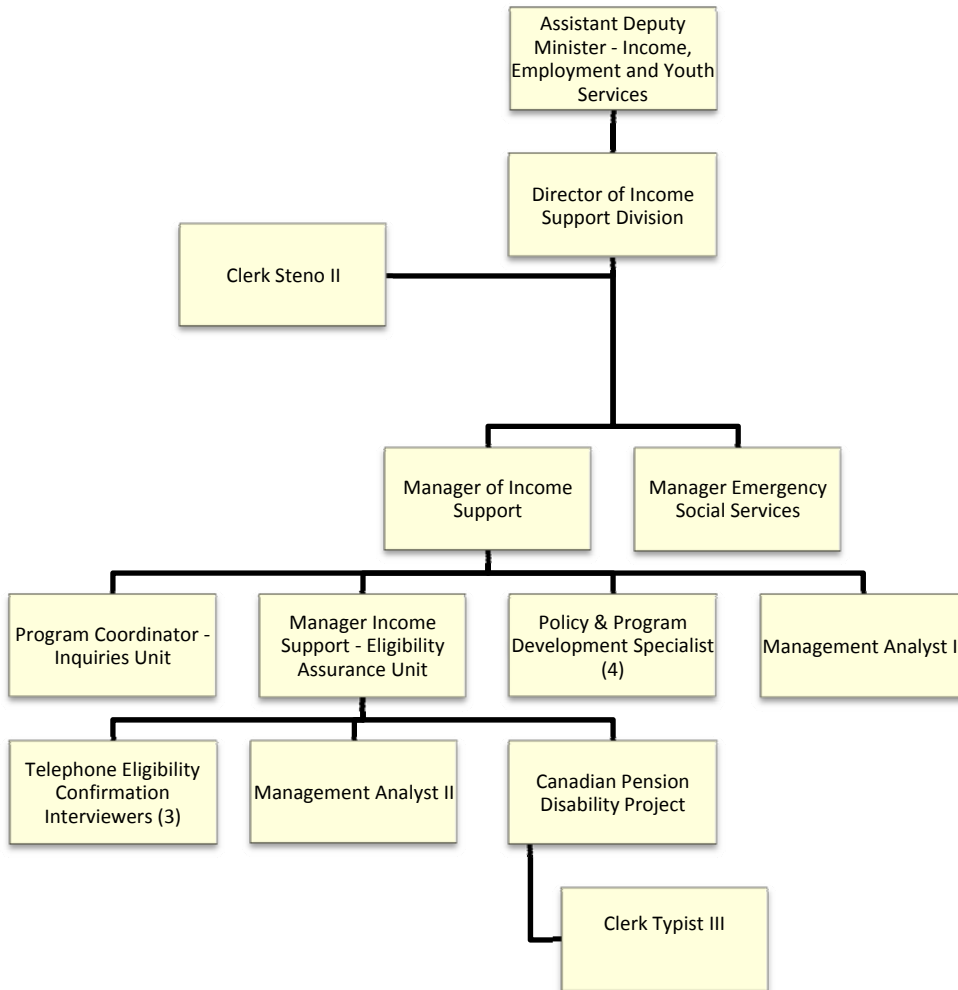 Assistant Deputy
Minister - Income,
Employment and Youth
Services
Director of Income
Support Division
Clerk Steno II
Manager of Income
Support
Manager Emergency
Social Services
Program Coordinator -
Inquiries Unit
Manager Income
Support - Eligibility
Assurance Unit
Policy & Program
Development Specialist
(4)
Management Analyst I
Telephone Eligibility
Confirmation
Interviewers (3)
Management Analyst II
Canadian Pension
Disability Project
Clerk Typist III